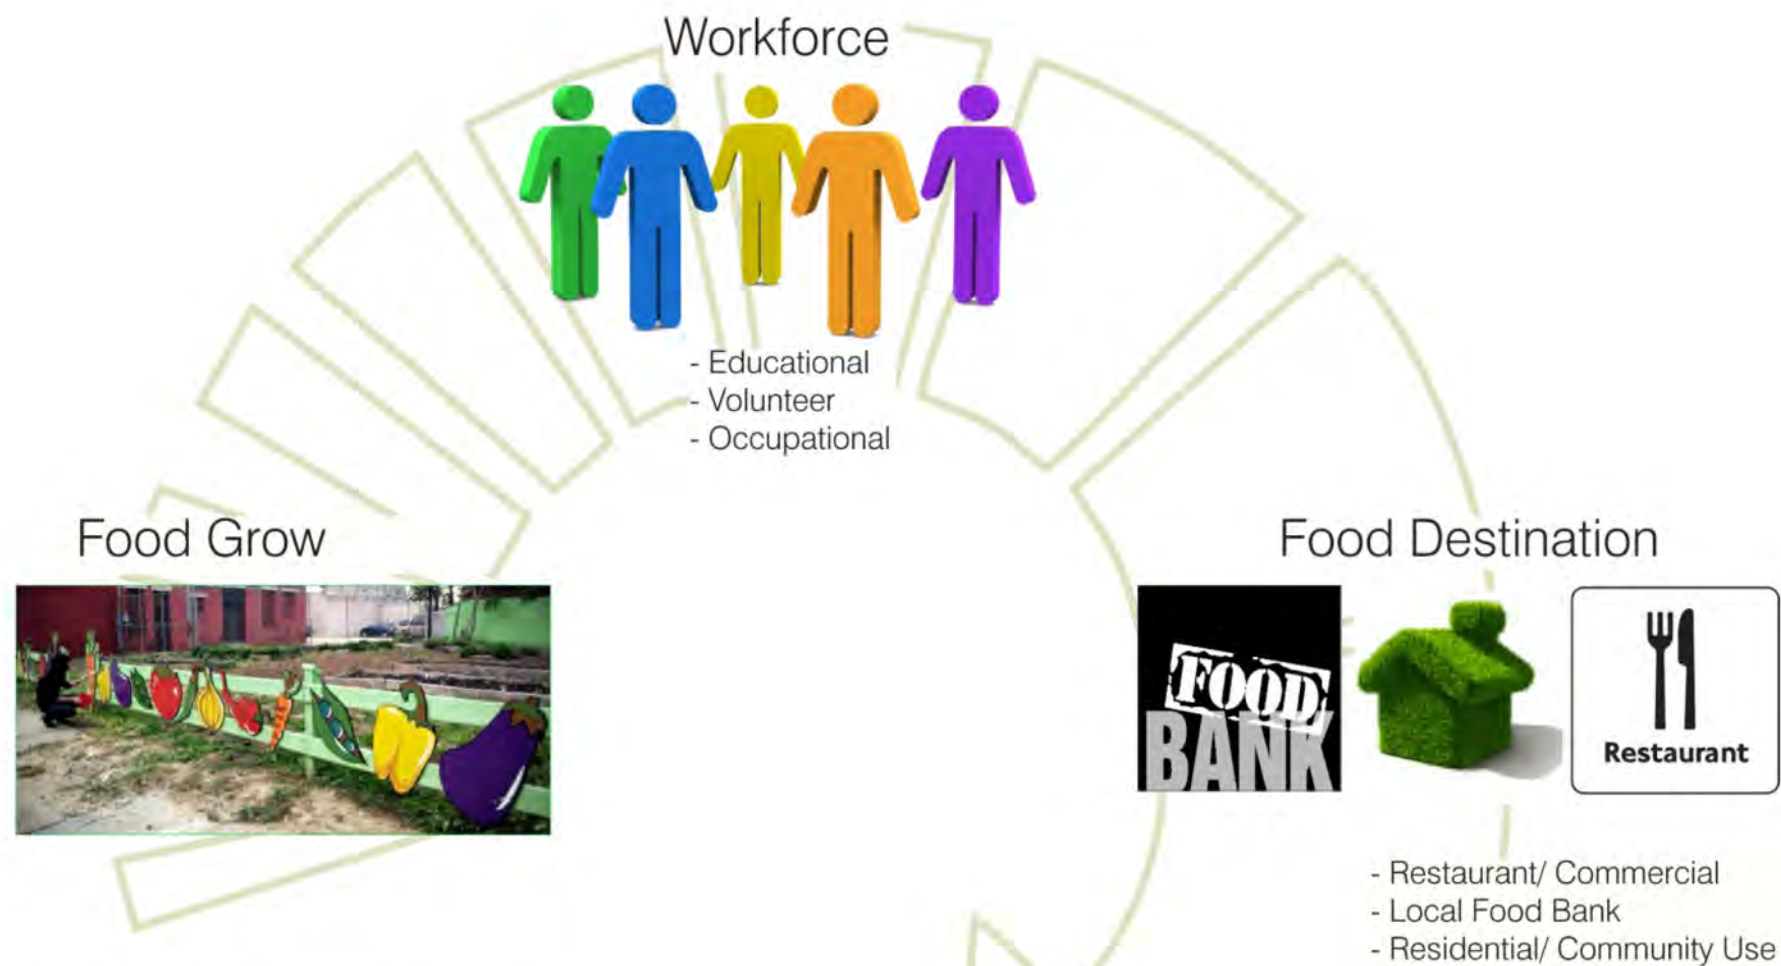 Workforce
- Educational
- Volunteer
- Occupational
Food Grow
Food Destination
FOOD
BANK
Restaurant
- Restaurant/ Commercial
- Local Food Bank
- Residential/ Community Use